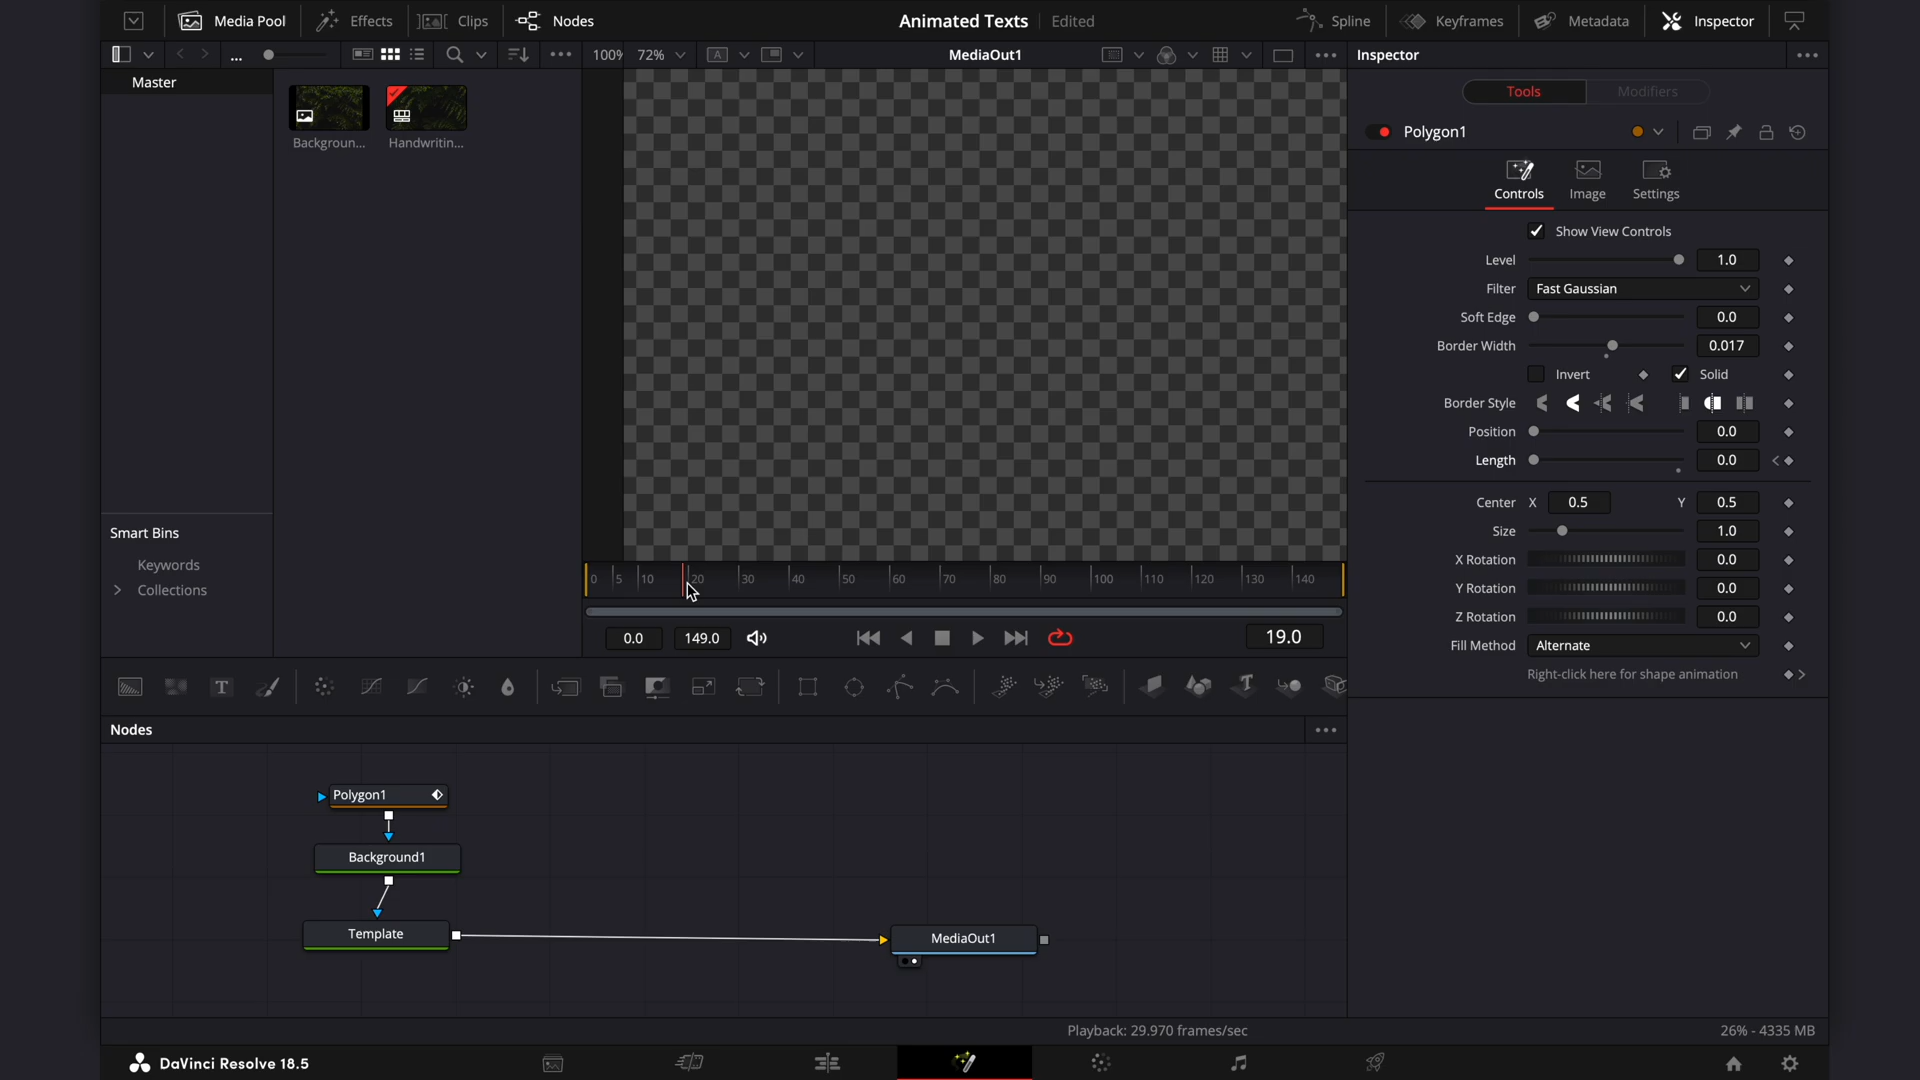 Media Pool Effects Clips Nodes Animated Texts Edited Spline Keyframes Metadata Inspector
... 100% 72% A MediaOut1 Inspector
Master
Tools Modifiers
Polygon1
Backgroun... Handwritin...
Controls Image Settings
Show View Controls
Level 1.0
Filter Fast Gaussian
Soft Edge 0.0
Border Width 0.017
Invert Solid
Border Style
Position 0.0
Length 0.0
Center X 0.5 Y 0.5
Size 1.0
X Rotation 0.0
Y Rotation 0.0
Z Rotation 0.0
Fill Method Alternate
Right-click here for shape animation
Smart Bins
Keywords
Collections
0 5 10 20 30 40 50 60 70 80 90 100 110 120 130 140
0.0 149.0 19.0
T T
Nodes
Polygon1
Background1
Template
MediaOut1
Playback: 29.970 frames/sec 26% - 4335 MB
DaVinci Resolve 18.5